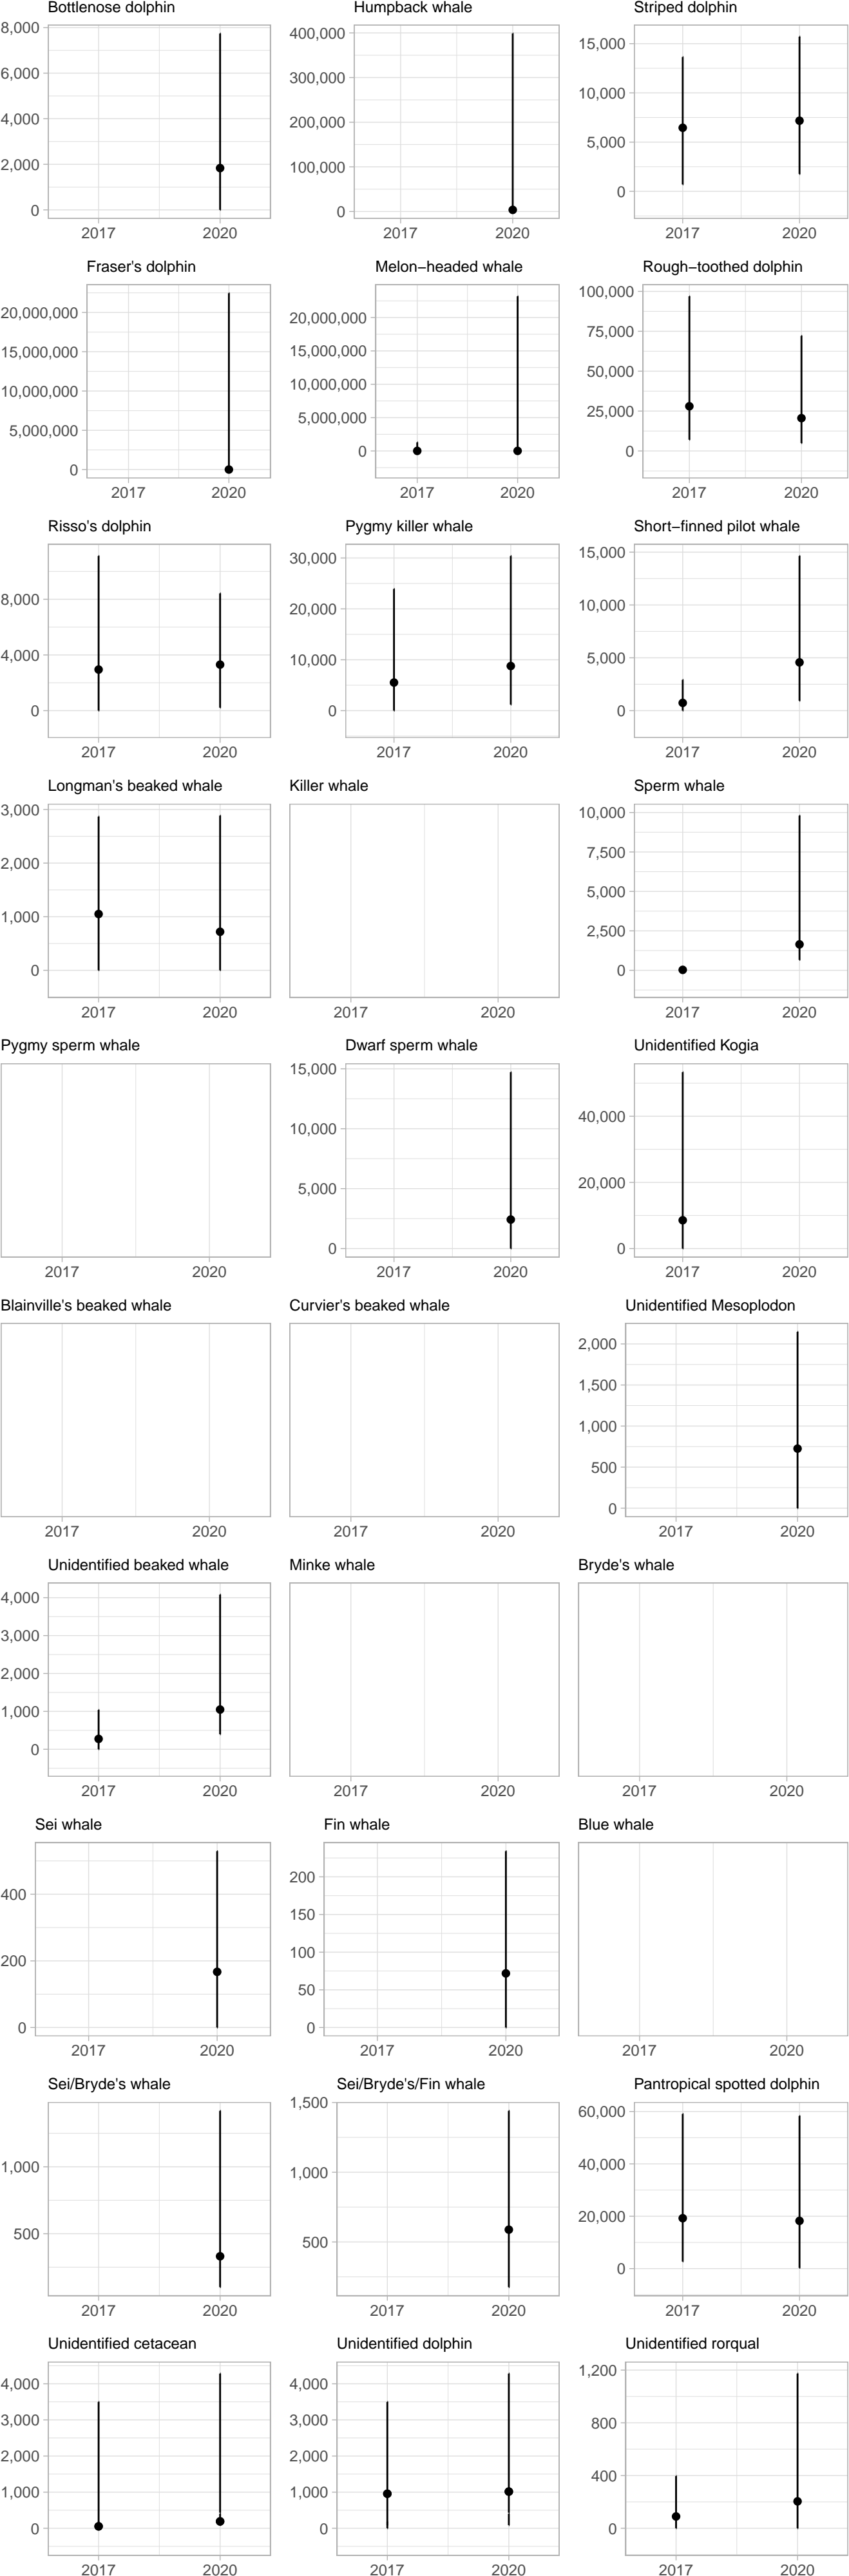 Bottlenose dolphin Humpback whale Striped dolphin
8,000 400,000 15,000
6,000 300,000 10,000
4,000 200,000 5,000
2,000 100,000 0
0 0
2017 2020 2017 2020 2017 2020
Fraser's dolphin Melon−headed whale Rough−toothed dolphin
20,000,000 20,000,000 100,000
15,000,000 15,000,000 75,000
10,000,000 10,000,000 50,000
5,000,000 5,000,000 25,000
0 0 0
2017 2020 2017 2020 2017 2020
Risso's dolphin Pygmy killer whale Short−finned pilot whale
8,000 30,000 15,000
4,000 20,000 10,000
0 10,000 5,000
0 0
2017 2020 2017 2020 2017 2020
Longman's beaked whale Killer whale Sperm whale
3,000 10,000
2,000 7,500
1,000 5,000
0 2,500
0
2017 2020 2017 2020 2017 2020
Pygmy sperm whale Dwarf sperm whale Unidentified Kogia
15,000 40,000
10,000 20,000
5,000 0
0
2017 2020 2017 2020 2017 2020
Blainville's beaked whale Curvier's beaked whale Unidentified Mesoplodon
2,000
1,500
1,000
500
0
2017 2020 2017 2020 2017 2020
Unidentified beaked whale Minke whale Bryde's whale
4,000
3,000
2,000
1,000
0
2017 2020 2017 2020 2017 2020
Sei whale Fin whale Blue whale
400 200
200 150
0 100
50
0
2017 2020 2017 2020 2017 2020
Sei/Bryde's whale Sei/Bryde's/Fin whale Pantropical spotted dolphin
1,000 1,500 60,000
500 1,000 40,000
500 20,000
0
2017 2020 2017 2020 2017 2020
Unidentified cetacean Unidentified dolphin Unidentified rorqual
4,000 4,000 1,200
3,000 3,000 800
2,000 2,000 400
1,000 1,000 0
0 0
2017 2020 2017 2020 2017 2020